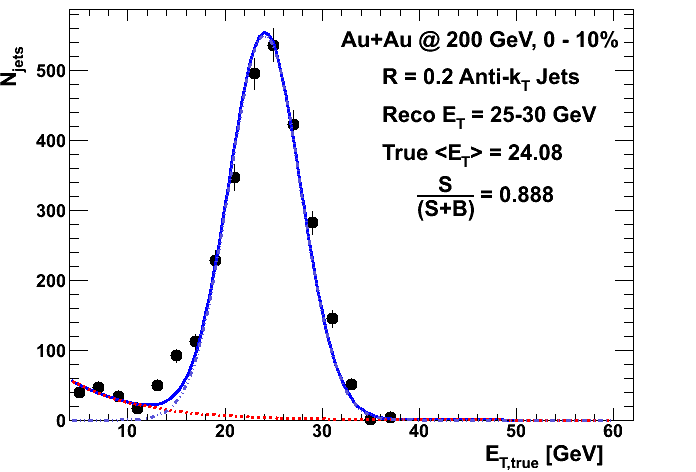 Au+Au @ 200 GeV, 0 - 10%
R = 0.2 Anti-kT Jets
Reco ET = 25-30 GeV
True <ET> = 24.08
S
(S+B) = 0.888
Njets
500
400
300
200
100
0
10 20 30 40 50 60
ET,true [GeV]